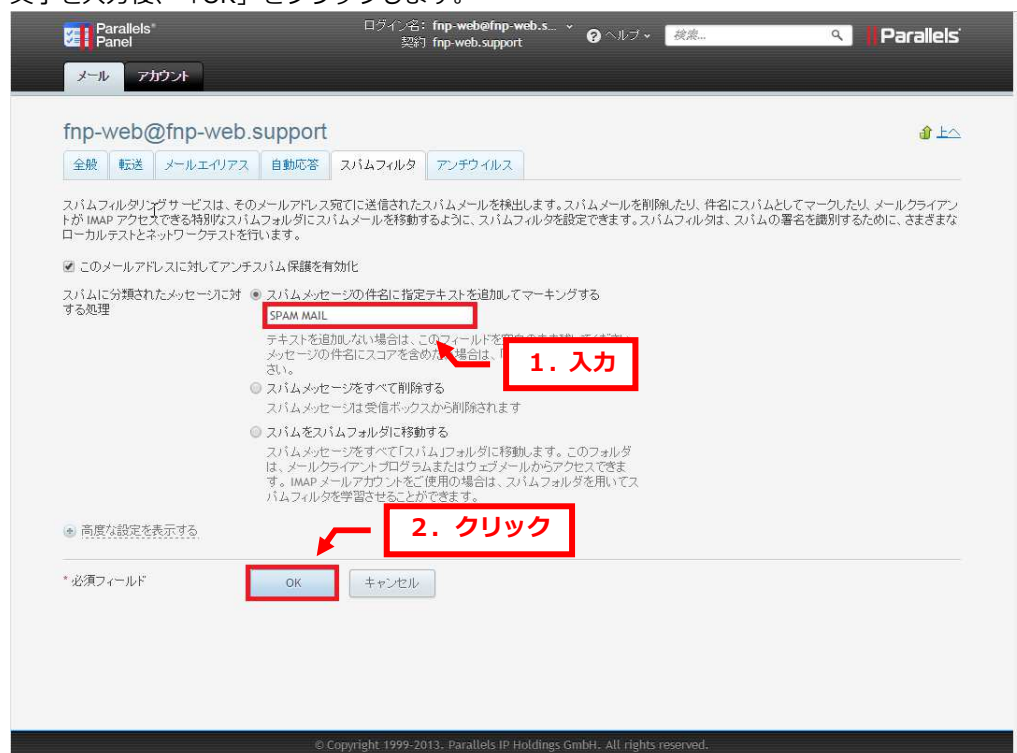 文字を入力後、「OK」をクリックします。
Parallels® Panel
ログイン名: fnp-web@fnp-web.s...
契約 fnp-web.support
ヘルプ
検索...
Parallels®
メール アカウント
fnp-web@fnp-web.support
上へ
全般 転送 メールエイリアス 自動応答 スパムフィルタ アンチウイルス
スパムフィルタリングサービスは、そのメールアドレス宛てに送信されたスパムメールを検出します。スパムメールを削除したり、件名にスパムとしてマークしたり、メールクライアン
トが IMAP アクセスできる特別なスパムフォルダにスパムメールを移動するように、スパムフィルタを設定できます。スパムフィルタは、スパムの署名を識別するために、さまざまな
ローカルテストとネットワークテストを行います。
このメールアドレスに対してアンチスパム保護を有効化
スパムに分類されたメッセージに対
する処理
スパムメッセージの件名に指定テキストを追加してマーキングする
SPAM MAIL
テキストを追加しない場合は、このフィールドを
メッセージの件名にスコアを含め 場合は、
さい。
1. 入力
スパムメッセージをすべて削除する
スパムメッセージは受信ボックスから削除されます
スパムをスパムフォルダに移動する
スパムメッセージをすべて「スパム」フォルダに移動します。このフォルダ
は、メールクライアントプログラムまたはウェブメールからアクセスできま
す。IMAP メールアカウントをご使用の場合は、スパムフォルダを用いてス
パムフィルタを学習させることができます。
高度な設定を表示する
2. クリック
* 必須フィールド
OK キャンセル
© Copyright 1999-2013. Parallels IP Holdings GmbH. All rights reserved.